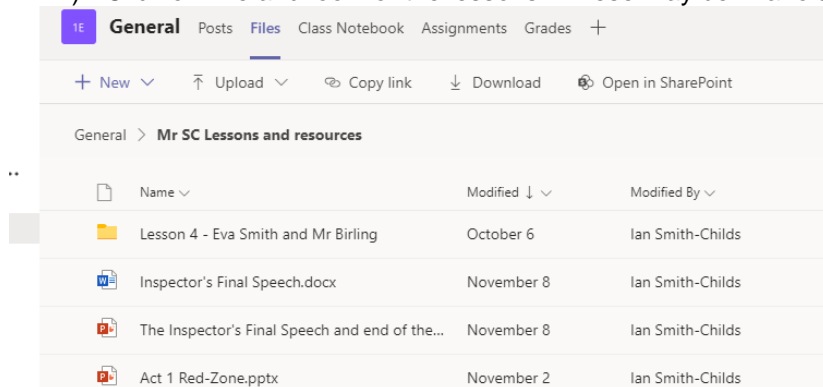 1E General Posts Files Class Notebook Assignments Grades +
+ New Upload Copy link Download Open in SharePoint
General > Mr SC Lessons and resources
..
Name Modified ↓ Modified By
Lesson 4 - Eva Smith and Mr Birling October 6 Ian Smith-Childs
Inspector's Final Speech.docx November 8 Ian Smith-Childs
The Inspector's Final Speech and end of the... November 8 Ian Smith-Childs
Act 1 Red-Zone.pptx November 2 Ian Smith-Childs